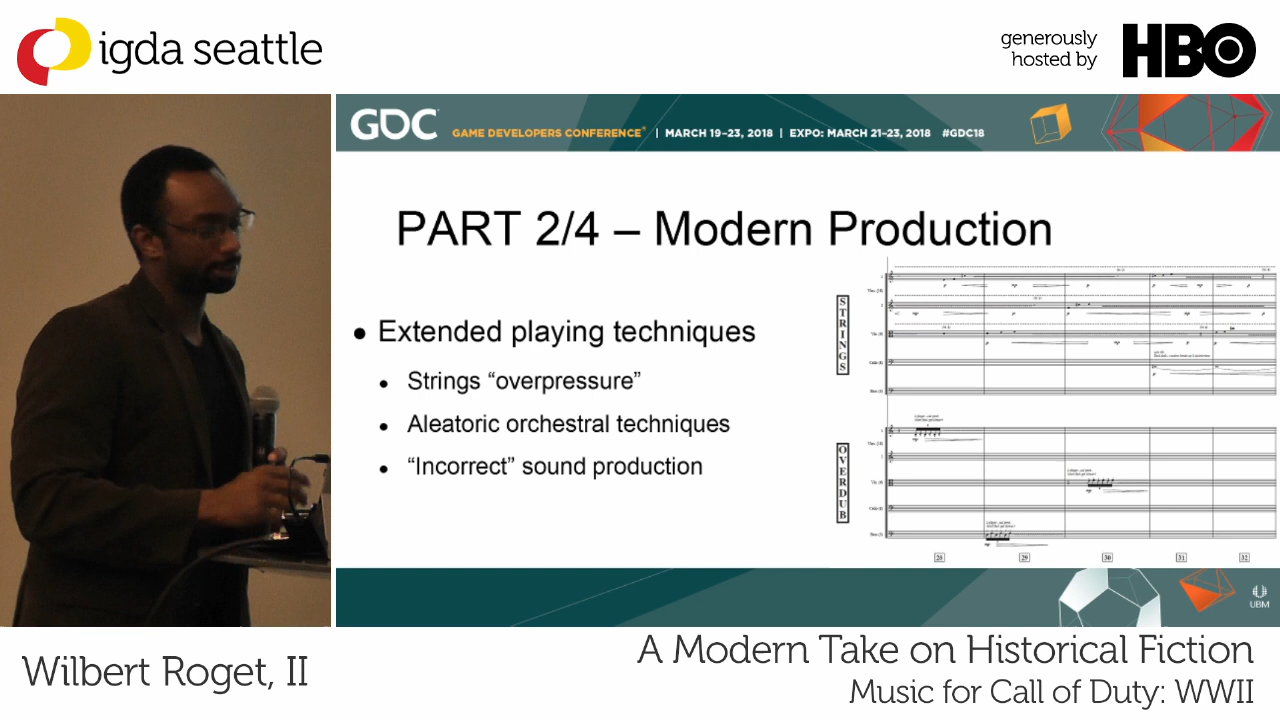 igda seattle
generously
hosted by
HBO
GDC
GAME DEVELOPERS CONFERENCE® | MARCH 19–23, 2018 | EXPO: MARCH 21–23, 2018 #GDC18
PART 2/4 – Modern Production
• Extended playing techniques
• Strings “overpressure”
• Aleatoric orchestral techniques
• “Incorrect” sound production
STRINGS
OVERDUB
28 29 30 31 32
UBM
Wilbert Roget, II
A Modern Take on Historical Fiction
Music for Call of Duty: WWII